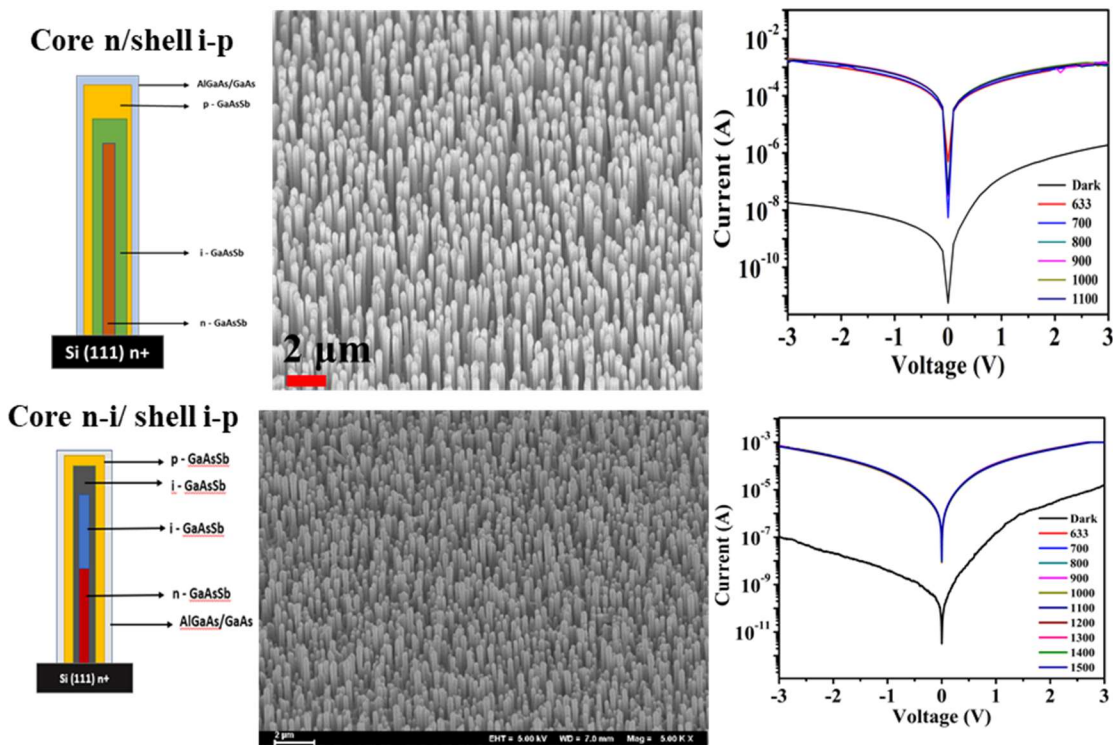 Core n/shell i-p
AlGaAs/GaAs
p - GaAsSb
i - GaAsSb
n - GaAsSb
Si (111) n+
2 μm
Current (A)
10⁻²
10⁻⁴
10⁻⁶
10⁻⁸
10⁻¹⁰
Dark
633
700
800
900
1000
1100
-3 -2 -1 0 1 2 3
Voltage (V)
Core n-i/ shell i-p
p - GaAsSb
i - GaAsSb
i - GaAsSb
n - GaAsSb
AlGaAs/GaAs
Si (111) n+
2 μm
EHT = 5.00 kV WD = 7.0 mm Mag = 5.00 K X
Current (A)
10⁻³
10⁻⁵
10⁻⁷
10⁻⁹
10⁻¹¹
Dark
633
700
800
900
1000
1100
1200
1300
1400
1500
-3 -2 -1 0 1 2 3
Voltage (V)